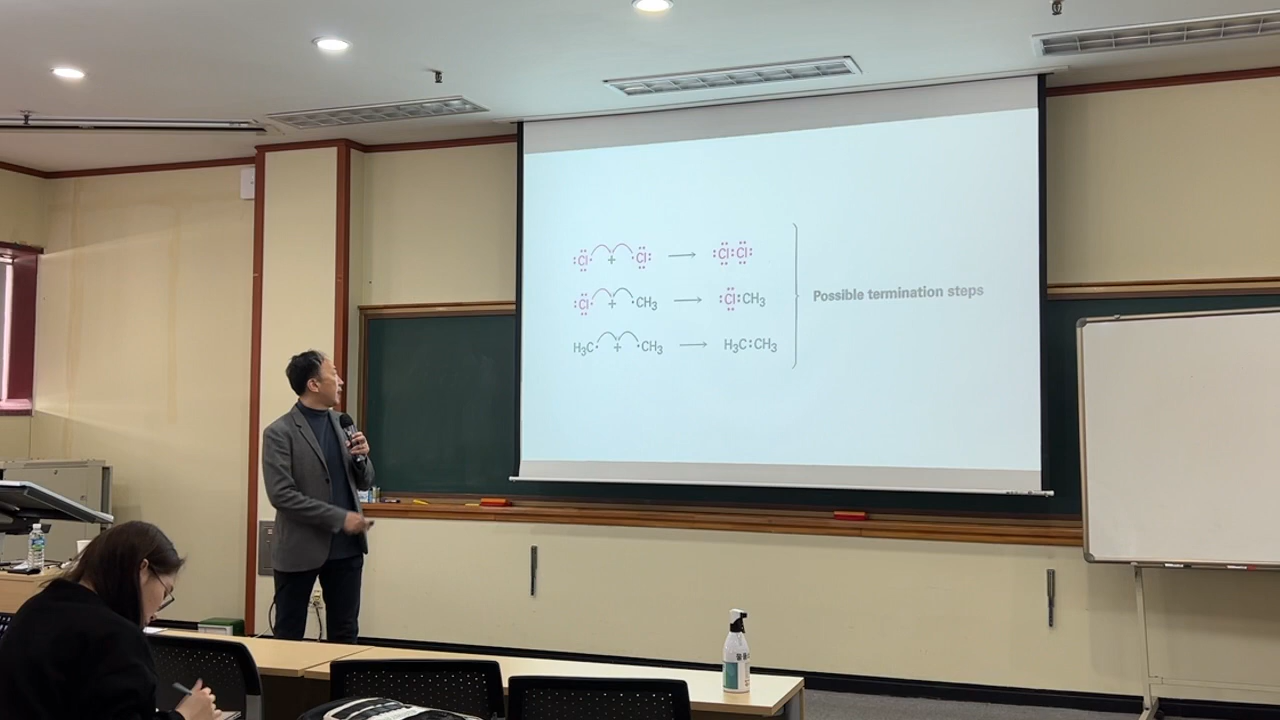 :Cl· + ·Cl: → :Cl:Cl:
:Cl· + ·CH₃ → :Cl:CH₃
H₃C· + ·CH₃ → H₃C:CH₃
Possible termination steps